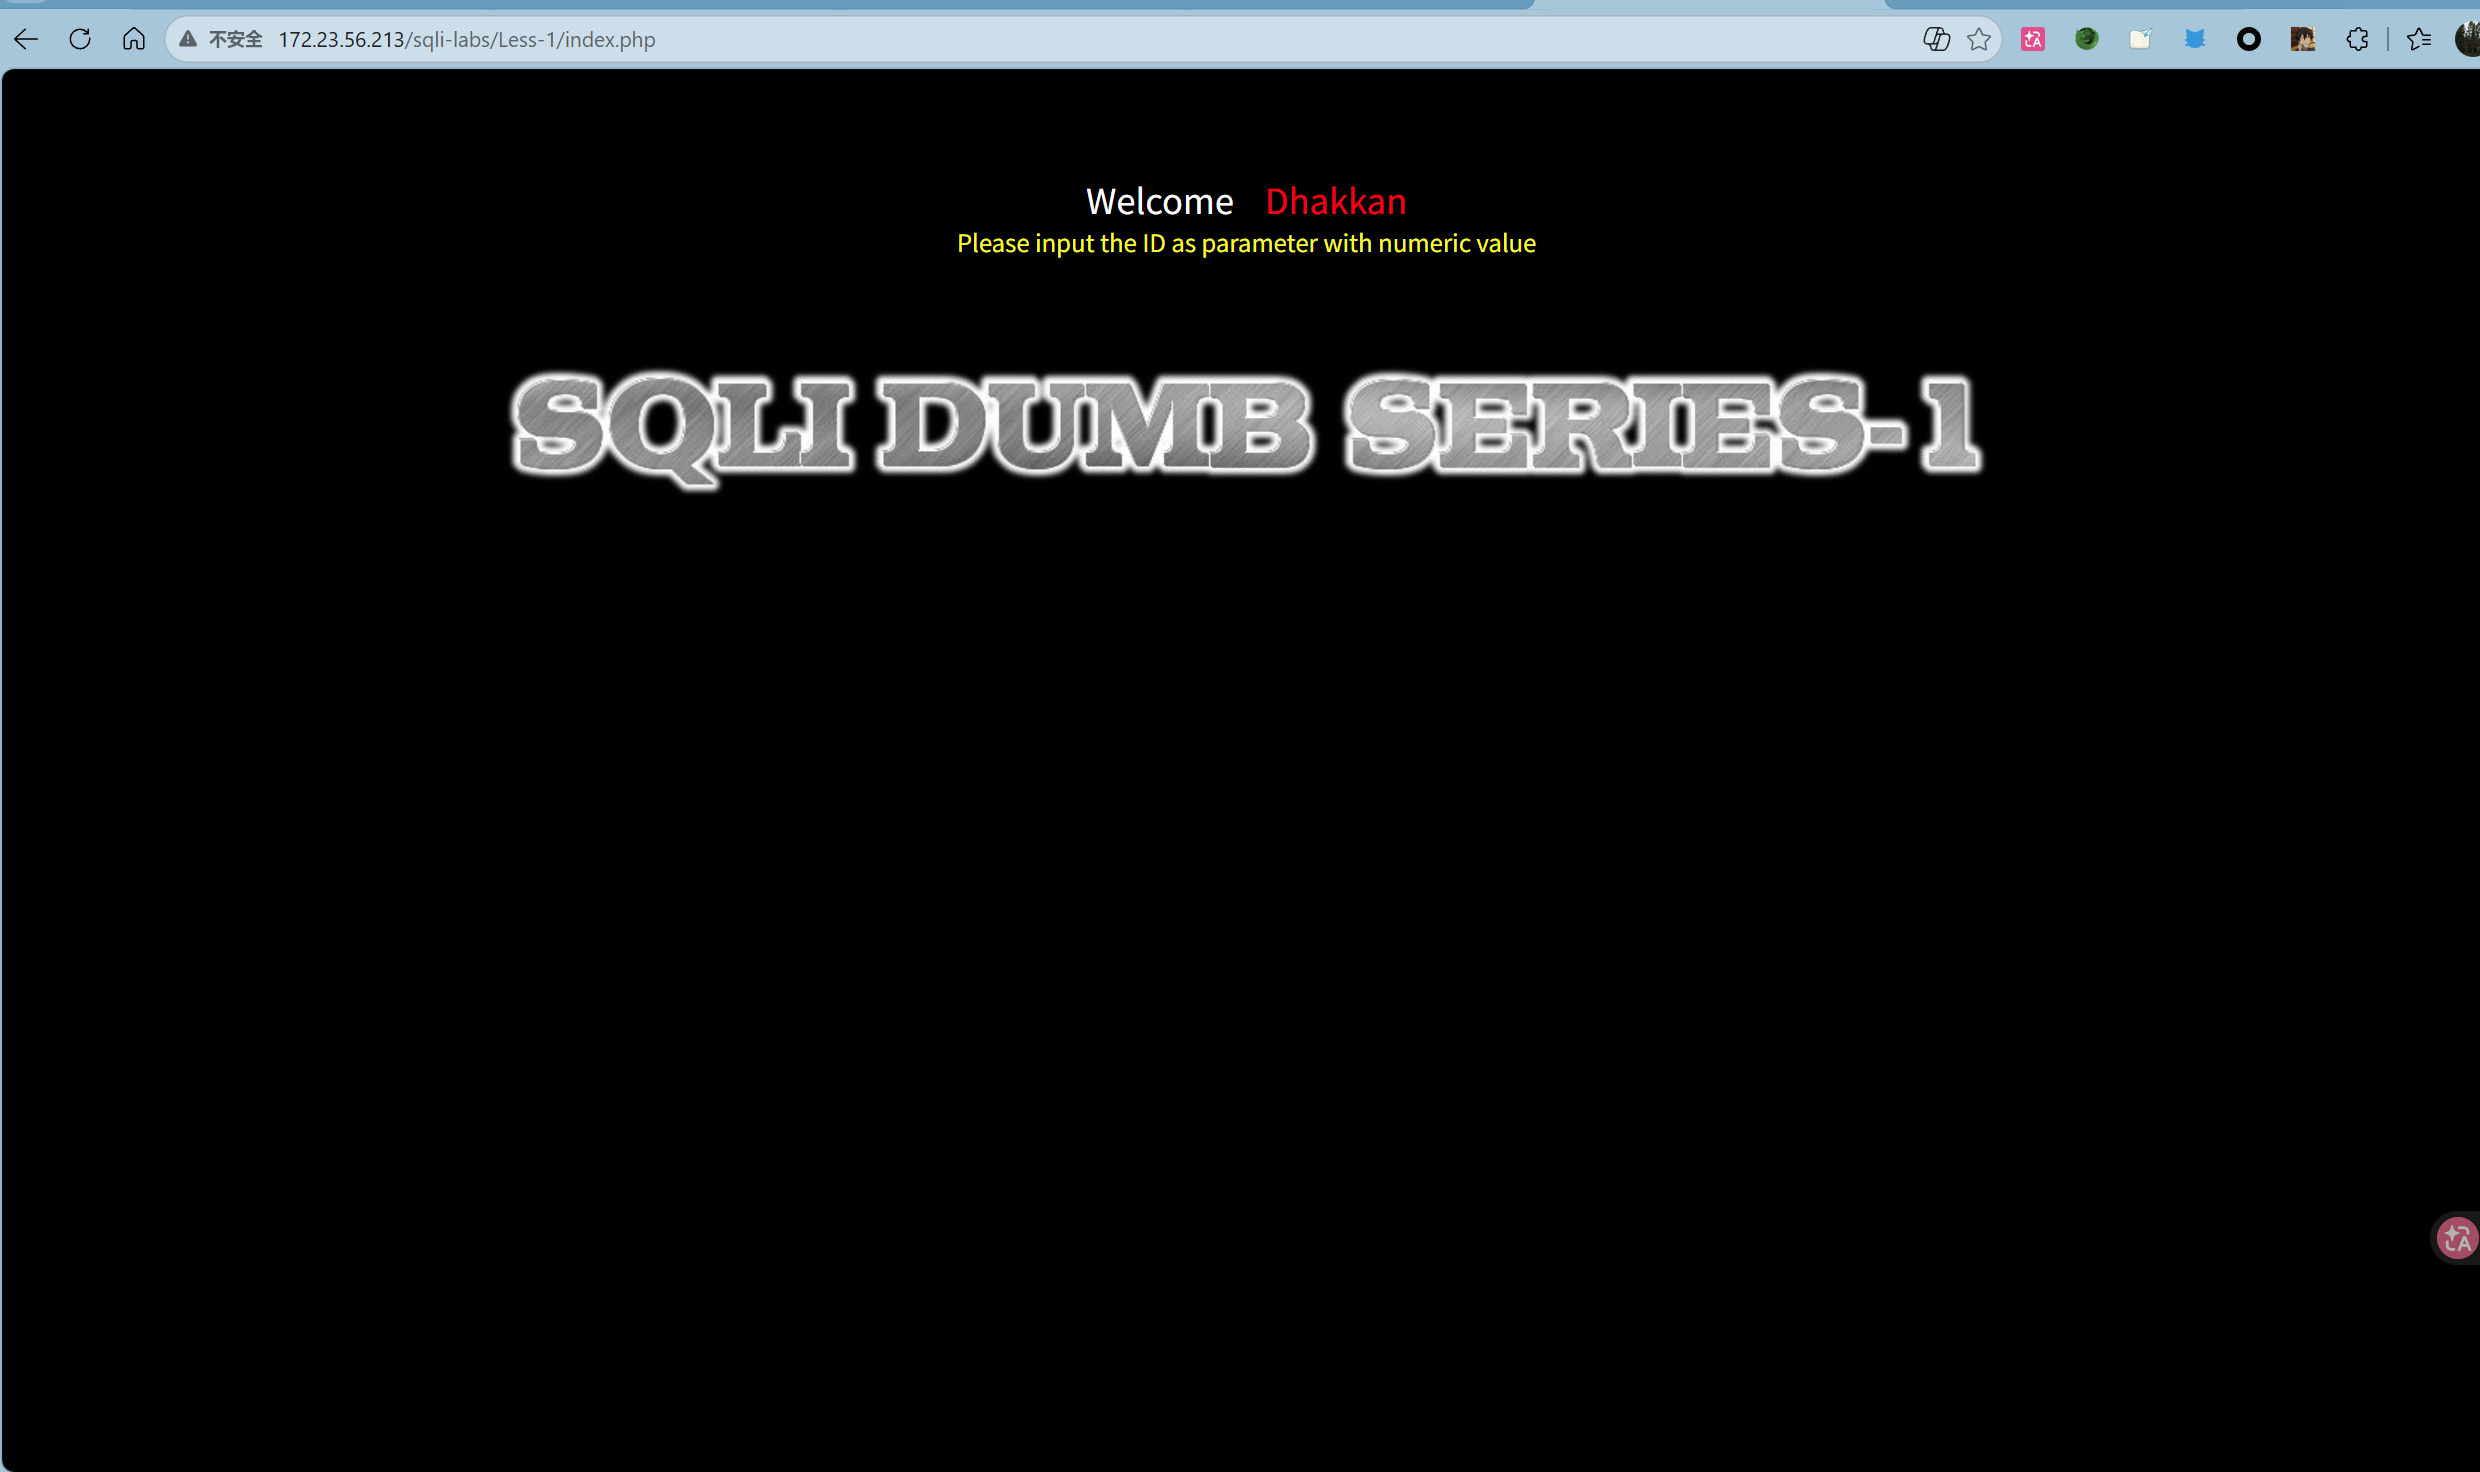 不安全 172.23.56.213/sqli-labs/Less-1/index.php
Welcome Dhakkan
Please input the ID as parameter with numeric value
SQLI DUMB SERIES-1